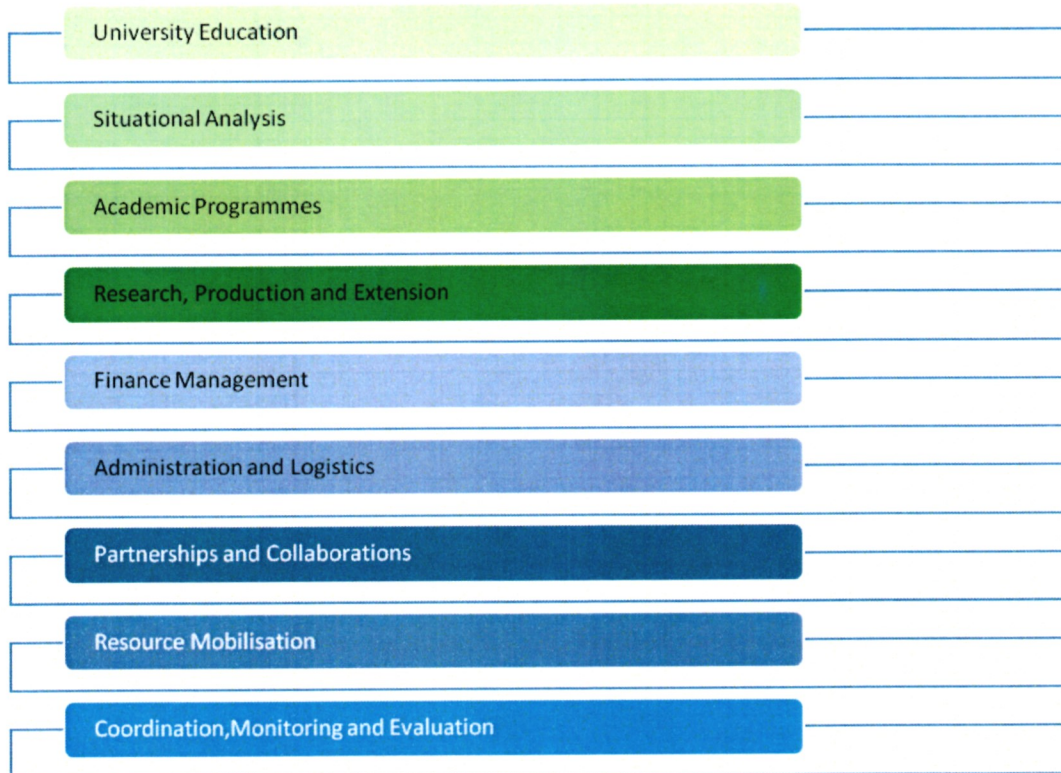 University Education
Situational Analysis
Academic Programmes
Research, Production and Extension
Finance Management
Administration and Logistics
Partnerships and Collaborations
Resource Mobilisation
Coordination,Monitoring and Evaluation